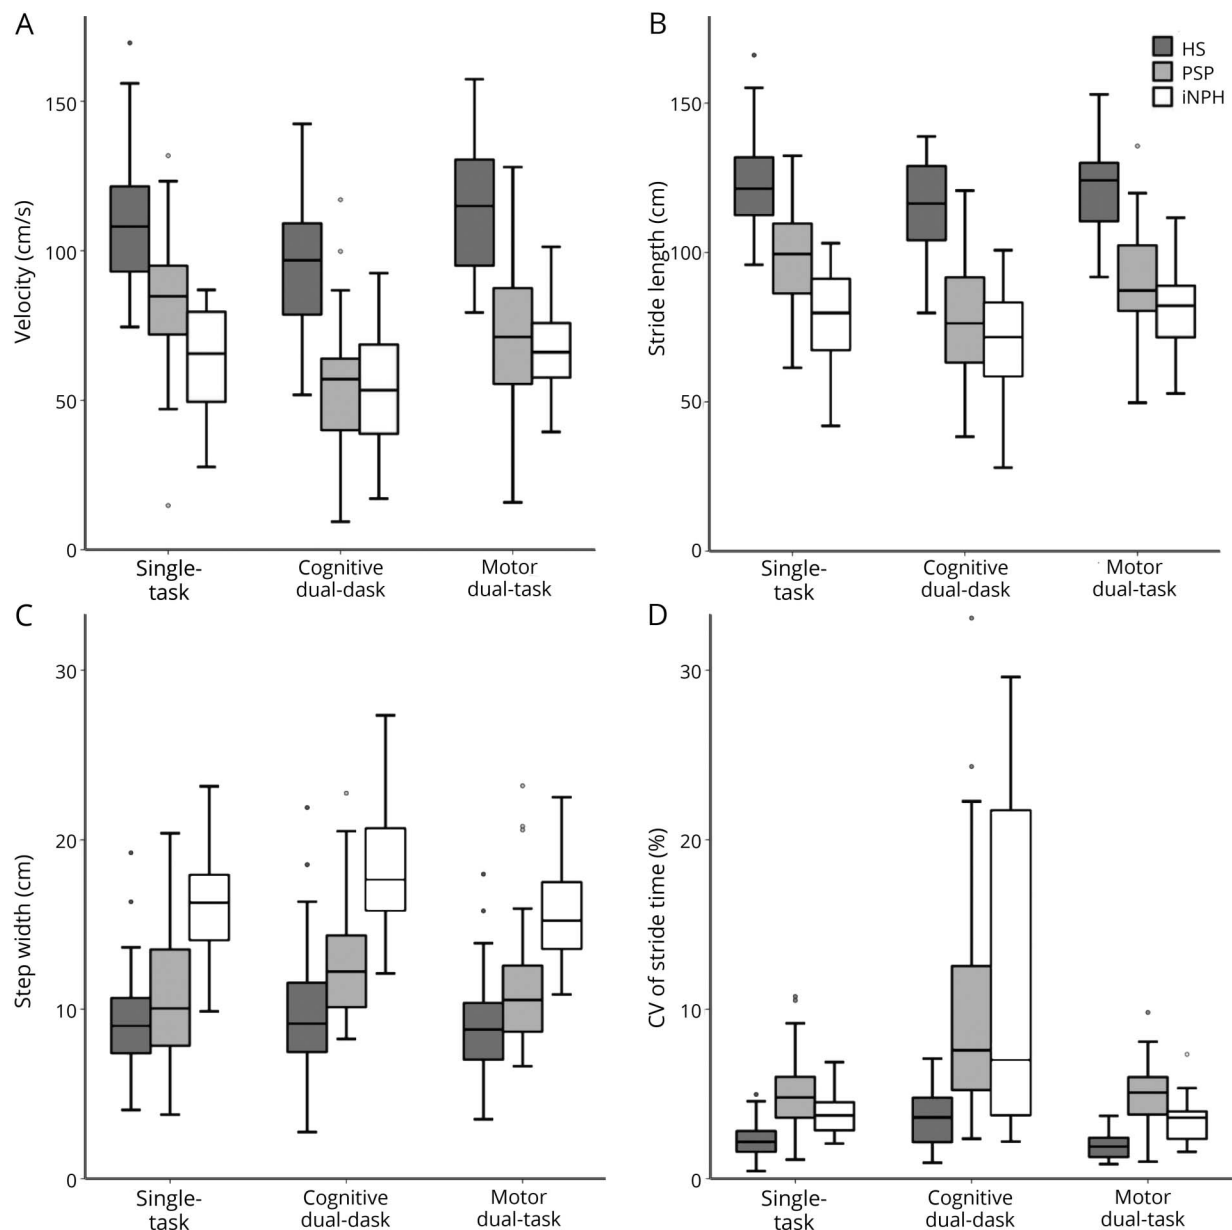 A
Velocity (cm/s)
150
100
50
0
Single-
task
Cognitive
dual-dask
Motor
dual-task
B
Stride length (cm)
150
100
50
0
HS
PSP
iNPH
Single-
task
Cognitive
dual-dask
Motor
dual-task
C
Step width (cm)
30
20
10
0
Single-
task
Cognitive
dual-dask
Motor
dual-task
D
CV of stride time (%)
30
20
10
0
Single-
task
Cognitive
dual-dask
Motor
dual-task